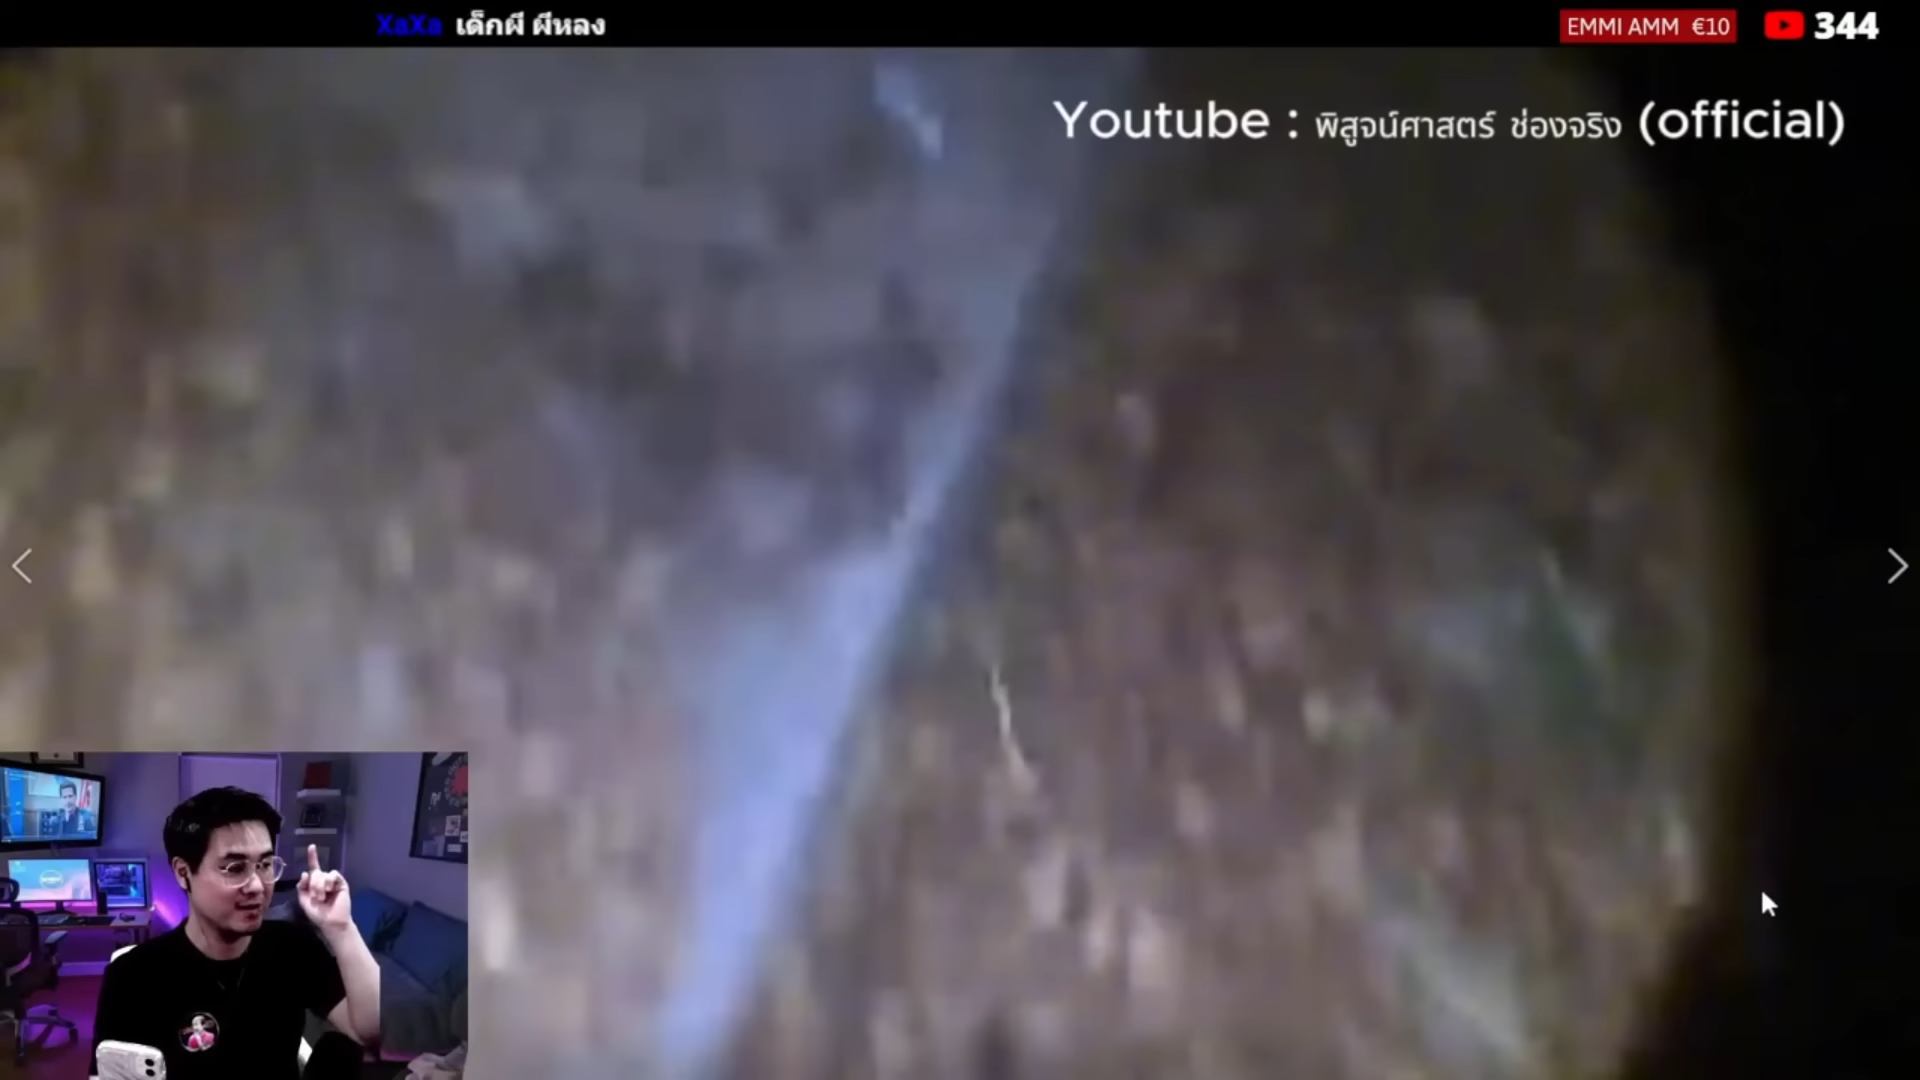 XaXa เด็กผี ผีหลง
EMMI AMM €10
344
Youtube : พิสูจน์ศาสตร์ ช่องจริง (official)